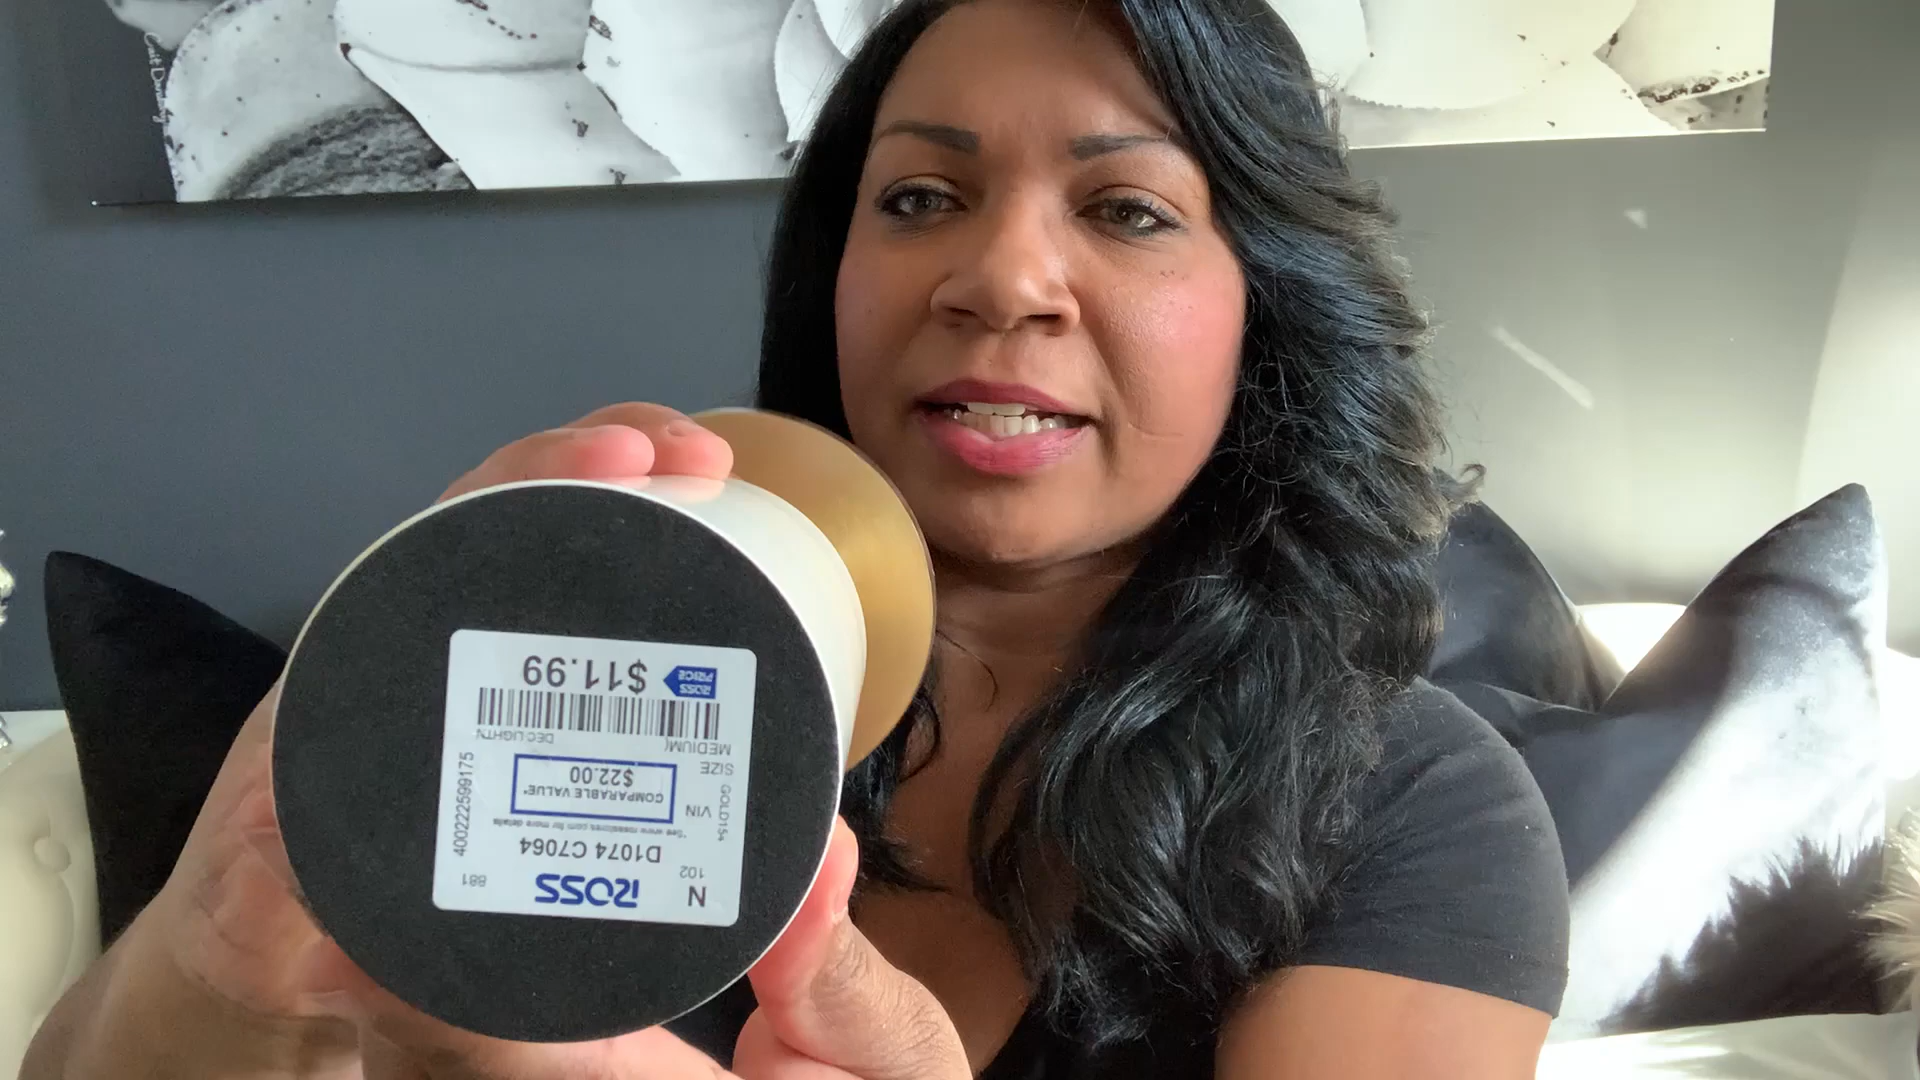 N ROSS
102 881
D1074 C7064
*See www.rossstores.com for more details
COMPARABLE VALUE*
$22.00
VIN
GOLD154
SIZE
MEDIUM( DEC LIGHTN
400222599175
ROSS
PRICE
$11.99